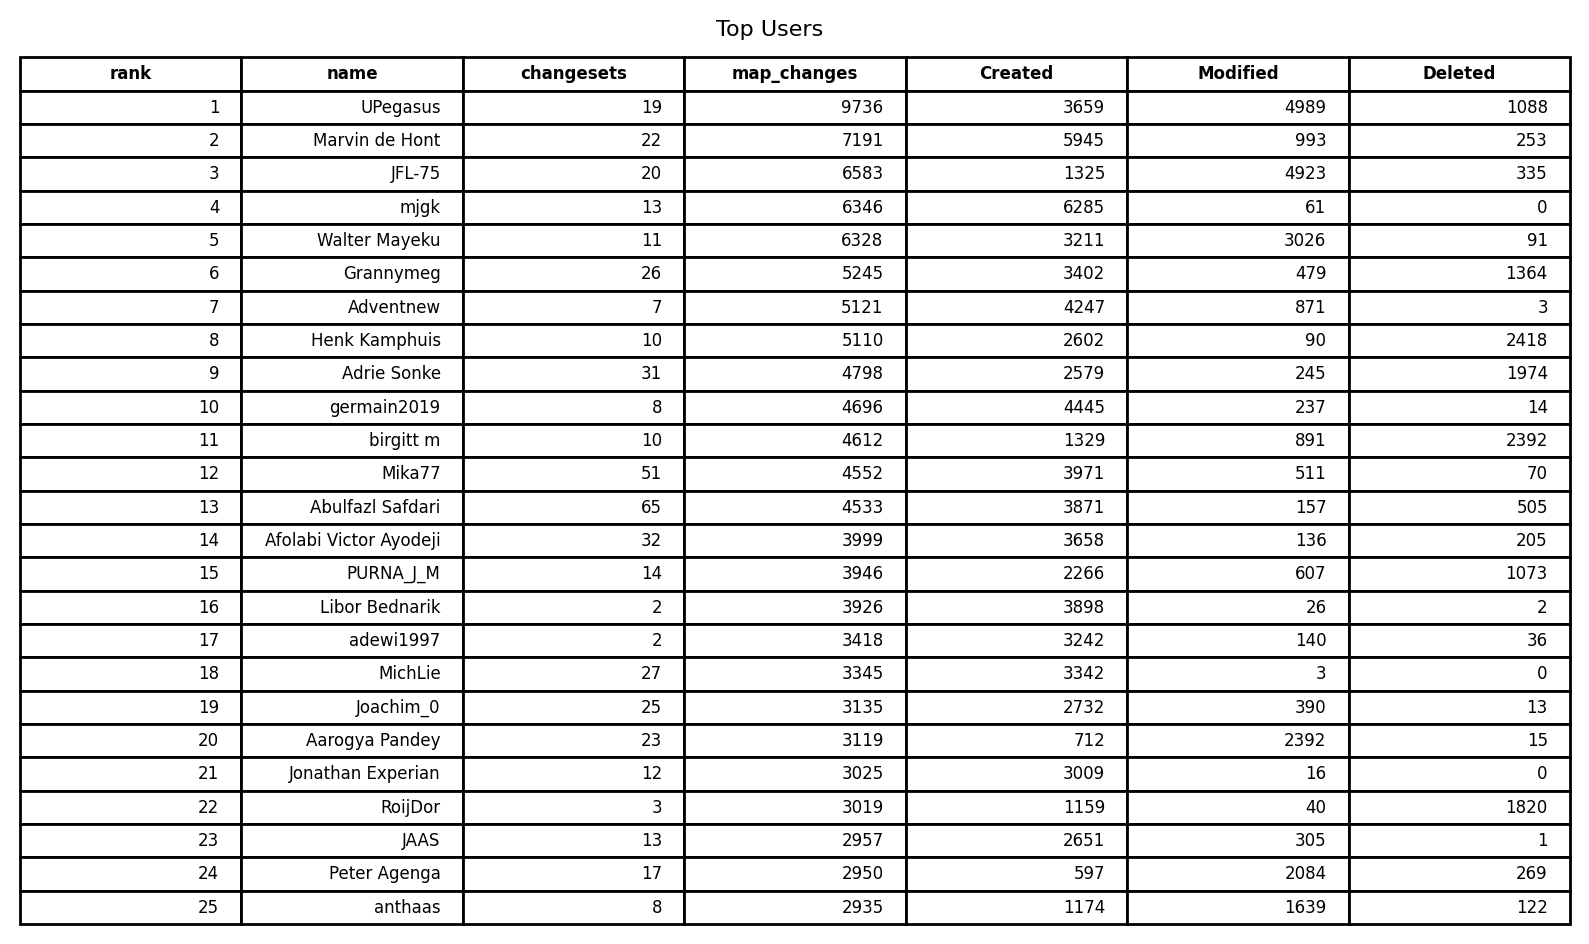 Top Users
rank name changesets map_changes Created Modified Deleted
1 UPegasus 19 9736 3659 4989 1088
2 Marvin de Hont 22 7191 5945 993 253
3 JFL-75 20 6583 1325 4923 335
4 mjgk 13 6346 6285 61 0
5 Walter Mayeku 11 6328 3211 3026 91
6 Grannymeg 26 5245 3402 479 1364
7 Adventnew 7 5121 4247 871 3
8 Henk Kamphuis 10 5110 2602 90 2418
9 Adrie Sonke 31 4798 2579 245 1974
10 germain2019 8 4696 4445 237 14
11 birgitt m 10 4612 1329 891 2392
12 Mika77 51 4552 3971 511 70
13 Abulfazl Safdari 65 4533 3871 157 505
14 Afolabi Victor Ayodeji 32 3999 3658 136 205
15 PURNA_J_M 14 3946 2266 607 1073
16 Libor Bednarik 2 3926 3898 26 2
17 adewi1997 2 3418 3242 140 36
18 MichLie 27 3345 3342 3 0
19 Joachim_0 25 3135 2732 390 13
20 Aarogya Pandey 23 3119 712 2392 15
21 Jonathan Experian 12 3025 3009 16 0
22 RoijDor 3 3019 1159 40 1820
23 JAAS 13 2957 2651 305 1
24 Peter Agenga 17 2950 597 2084 269
25 anthaas 8 2935 1174 1639 122